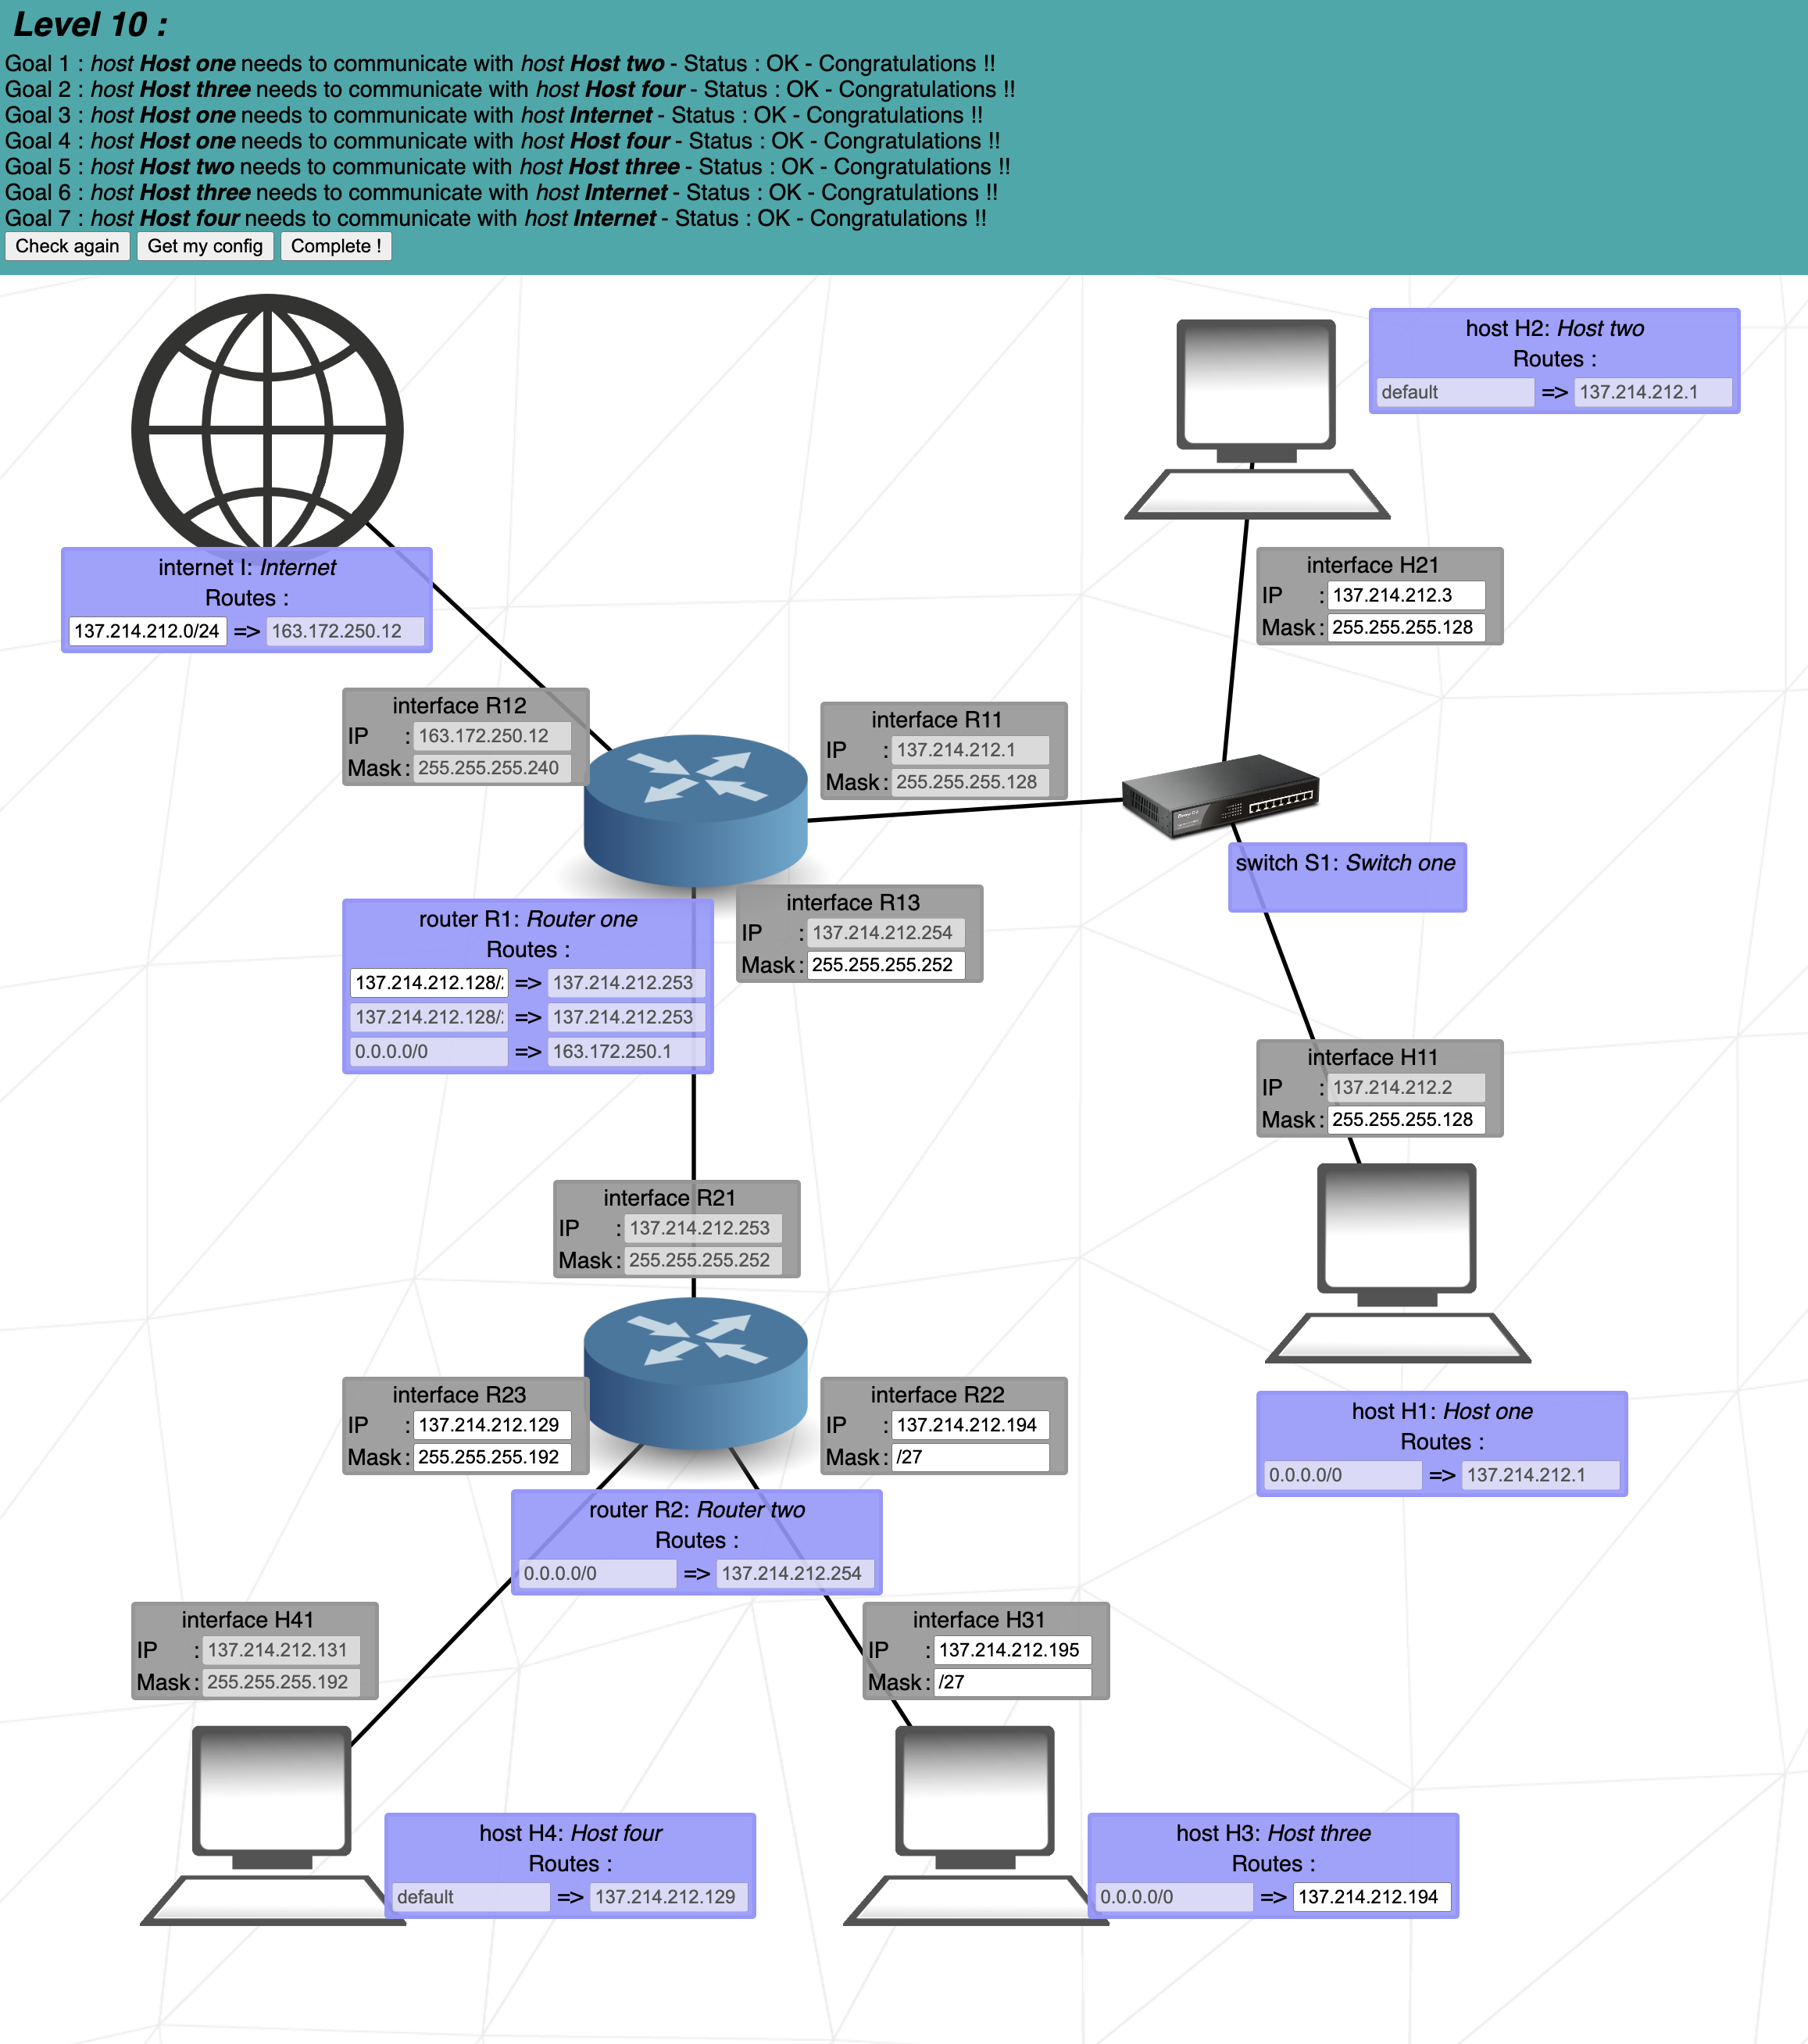 Level 10 :
Goal 1 : host Host one needs to communicate with host Host two - Status : OK - Congratulations !!
Goal 2 : host Host three needs to communicate with host Host four - Status : OK - Congratulations !!
Goal 3 : host Host one needs to communicate with host Internet - Status : OK - Congratulations !!
Goal 4 : host Host one needs to communicate with host Host four - Status : OK - Congratulations !!
Goal 5 : host Host two needs to communicate with host Host three - Status : OK - Congratulations !!
Goal 6 : host Host three needs to communicate with host Internet - Status : OK - Congratulations !!
Goal 7 : host Host four needs to communicate with host Internet - Status : OK - Congratulations !!
Check again Get my config Complete !
host H2: Host two
Routes :
default => 137.214.212.1
interface H21
IP : 137.214.212.3
Mask : 255.255.255.128
internet I: Internet
Routes :
137.214.212.0/24 => 163.172.250.12
interface R12
IP : 163.172.250.12
Mask : 255.255.255.240
interface R11
IP : 137.214.212.1
Mask : 255.255.255.128
switch S1: Switch one
interface R13
IP : 137.214.212.254
Mask : 255.255.255.252
router R1: Router one
Routes :
137.214.212.128/ => 137.214.212.253
137.214.212.128/ => 137.214.212.253
0.0.0.0/0 => 163.172.250.1
interface H11
IP : 137.214.212.2
Mask : 255.255.255.128
interface R21
IP : 137.214.212.253
Mask : 255.255.255.252
interface R23
IP : 137.214.212.129
Mask : 255.255.255.192
interface R22
IP : 137.214.212.194
Mask : /27
host H1: Host one
Routes :
0.0.0.0/0 => 137.214.212.1
router R2: Router two
Routes :
0.0.0.0/0 => 137.214.212.254
interface H41
IP : 137.214.212.131
Mask : 255.255.255.192
interface H31
IP : 137.214.212.195
Mask : /27
host H4: Host four
Routes :
default => 137.214.212.129
host H3: Host three
Routes :
0.0.0.0/0 => 137.214.212.194